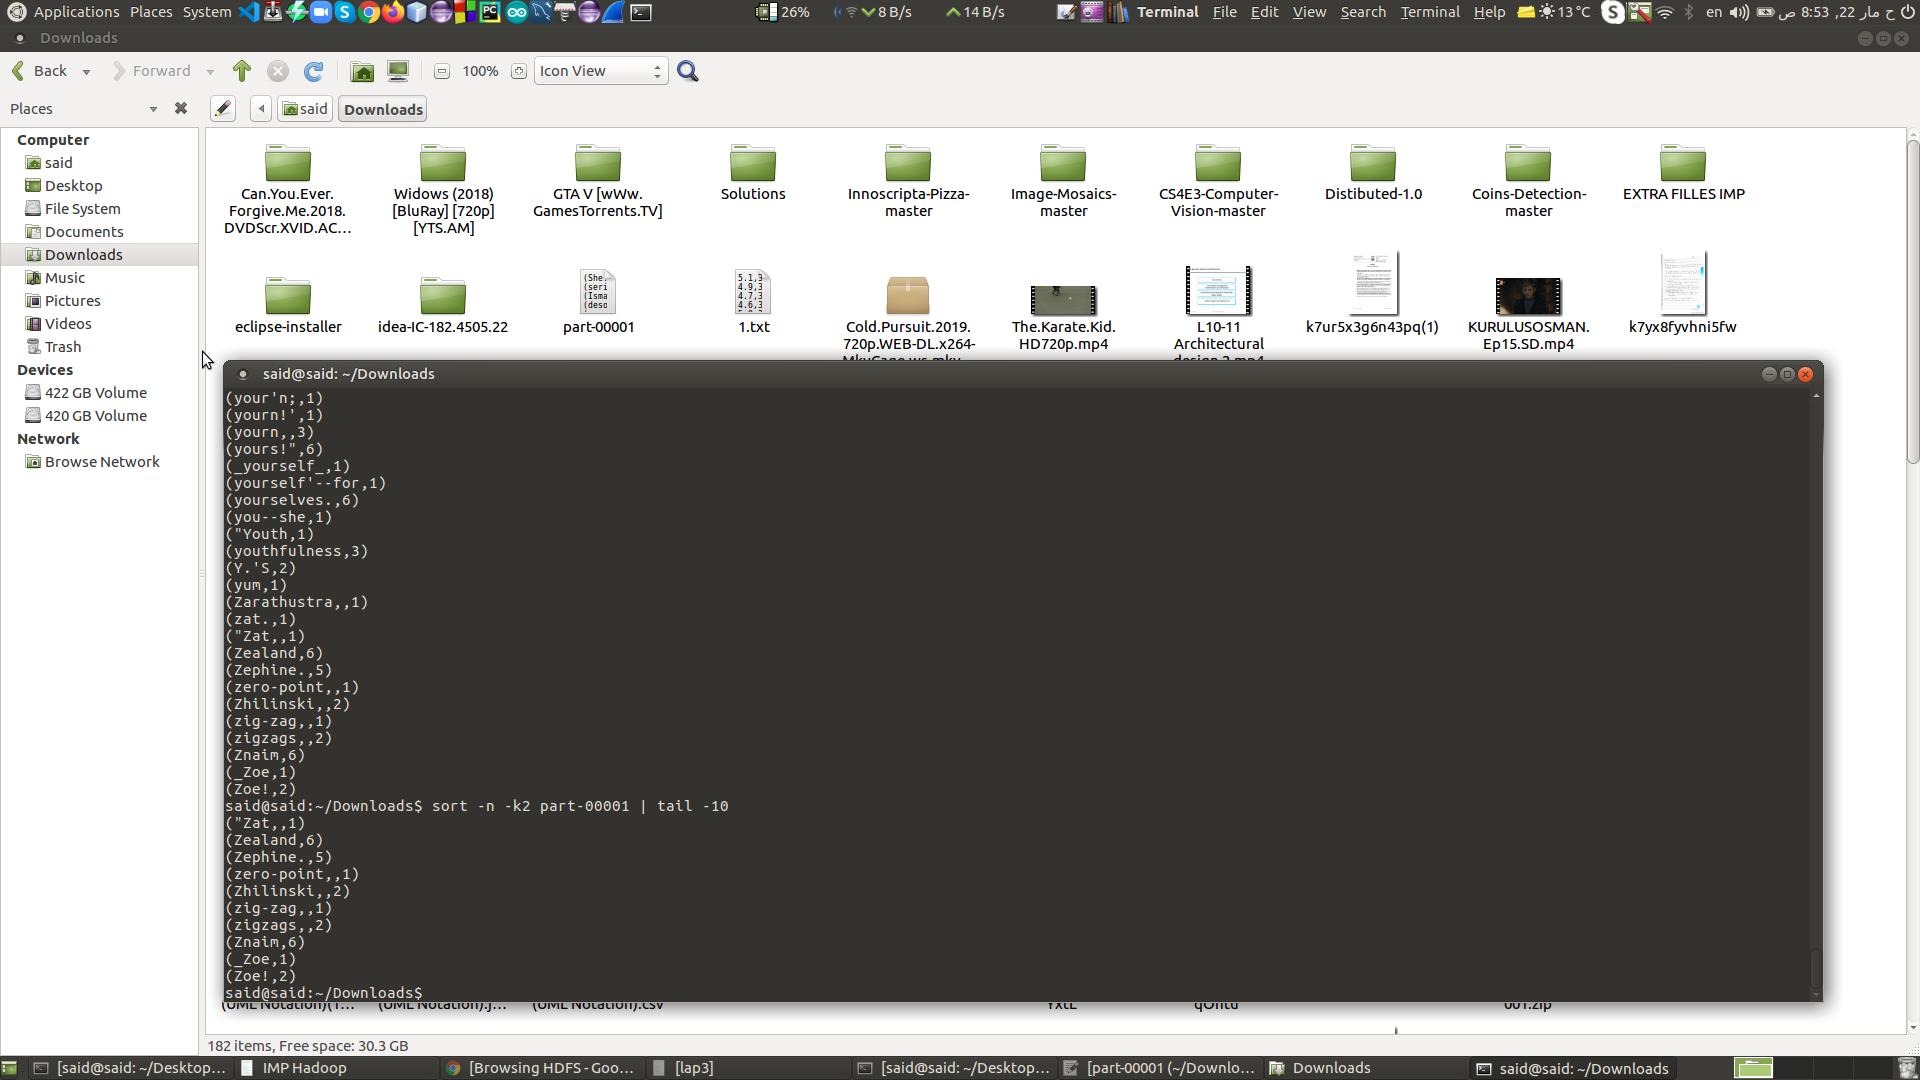 Applications Places System
26%
8 B/s
14 B/s
Terminal File Edit View Search Terminal Help
13 °C
en
ح مار 22, 8:53 ص
Downloads
Back
Forward
100%
Icon View
Places
said
Downloads
Computer
said
Desktop
File System
Documents
Downloads
Music
Pictures
Videos
Trash
Devices
422 GB Volume
420 GB Volume
Network
Browse Network
Can.You.Ever.
Forgive.Me.2018.
DVDScr.XVID.AC...
Widows (2018)
[BluRay] [720p]
[YTS.AM]
GTA V [wWw.
GamesTorrents.TV]
Solutions
Innoscripta-Pizza-
master
Image-Mosaics-
master
CS4E3-Computer-
Vision-master
Distibuted-1.0
Coins-Detection-
master
EXTRA FILLES IMP
eclipse-installer
idea-IC-182.4505.22
part-00001
1.txt
Cold.Pursuit.2019.
720p.WEB-DL.x264-
The.Karate.Kid.
HD720p.mp4
L10-11
Architectural
k7ur5x3g6n43pq(1)
KURULUSOSMAN.
Ep15.SD.mp4
k7yx8fyvhni5fw
said@said: ~/Downloads
(your'n;,1)
(yourn!',1)
(yourn,,3)
(yours!",6)
(_yourself_,1)
(yourself'--for,1)
(yourselves.,6)
(you--she,1)
("Youth,1)
(youthfulness,3)
(Y.'S,2)
(yum,1)
(Zarathustra,,1)
(zat.,1)
("Zat,,1)
(Zealand,6)
(Zephine.,5)
(zero-point,,1)
(Zhilinski,,2)
(zig-zag,,1)
(zigzags,,2)
(Znaim,6)
(_Zoe,1)
(Zoe!,2)
said@said:~/Downloads$ sort -n -k2 part-00001 | tail -10
("Zat,,1)
(Zealand,6)
(Zephine.,5)
(zero-point,,1)
(Zhilinski,,2)
(zig-zag,,1)
(zigzags,,2)
(Znaim,6)
(_Zoe,1)
(Zoe!,2)
said@said:~/Downloads$
182 items, Free space: 30.3 GB
[said@said: ~/Desktop...
IMP Hadoop
[Browsing HDFS - Goo...
[lap3]
[said@said: ~/Desktop...
[part-00001 (~/Downlo...
Downloads
said@said: ~/Downloads